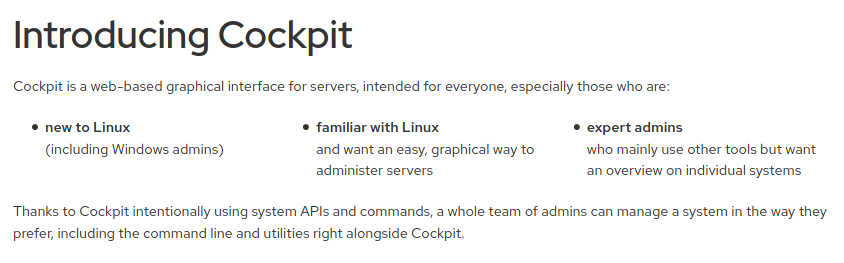 Introducing Cockpit
Cockpit is a web-based graphical interface for servers, intended for everyone, especially those who are:
• new to Linux
(including Windows admins)
• familiar with Linux
and want an easy, graphical way to
administer servers
• expert admins
who mainly use other tools but want
an overview on individual systems
Thanks to Cockpit intentionally using system APIs and commands, a whole team of admins can manage a system in the way they
prefer, including the command line and utilities right alongside Cockpit.